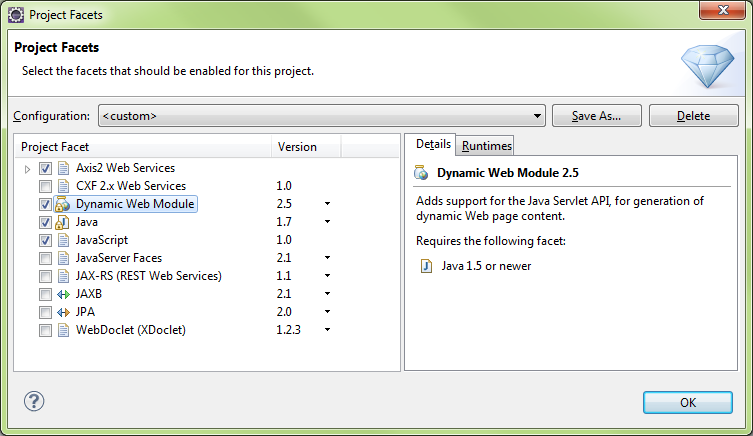 Project Facets
Project Facets
Select the facets that should be enabled for this project.
Configuration: <custom> Save As... Delete
Project Facet Version
Axis2 Web Services
CXF 2.x Web Services 1.0
Dynamic Web Module 2.5
Java 1.7
JavaScript 1.0
JavaServer Faces 2.1
JAX-RS (REST Web Services) 1.1
JAXB 2.1
JPA 2.0
WebDoclet (XDoclet) 1.2.3
Details Runtimes
Dynamic Web Module 2.5
Adds support for the Java Servlet API, for generation of
dynamic Web page content.
Requires the following facet:
Java 1.5 or newer
OK